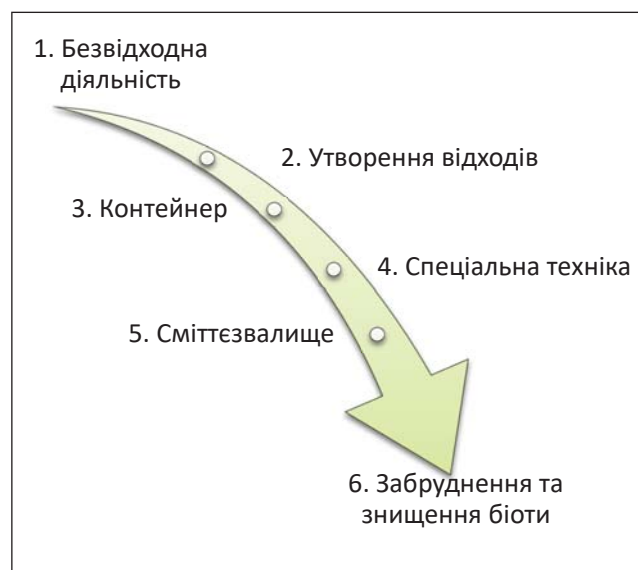 1. Безвідходна
діяльність
2. Утворення відходів
3. Контейнер
4. Спеціальна техніка
5. Сміттєзвалище
6. Забруднення та
знищення біоти